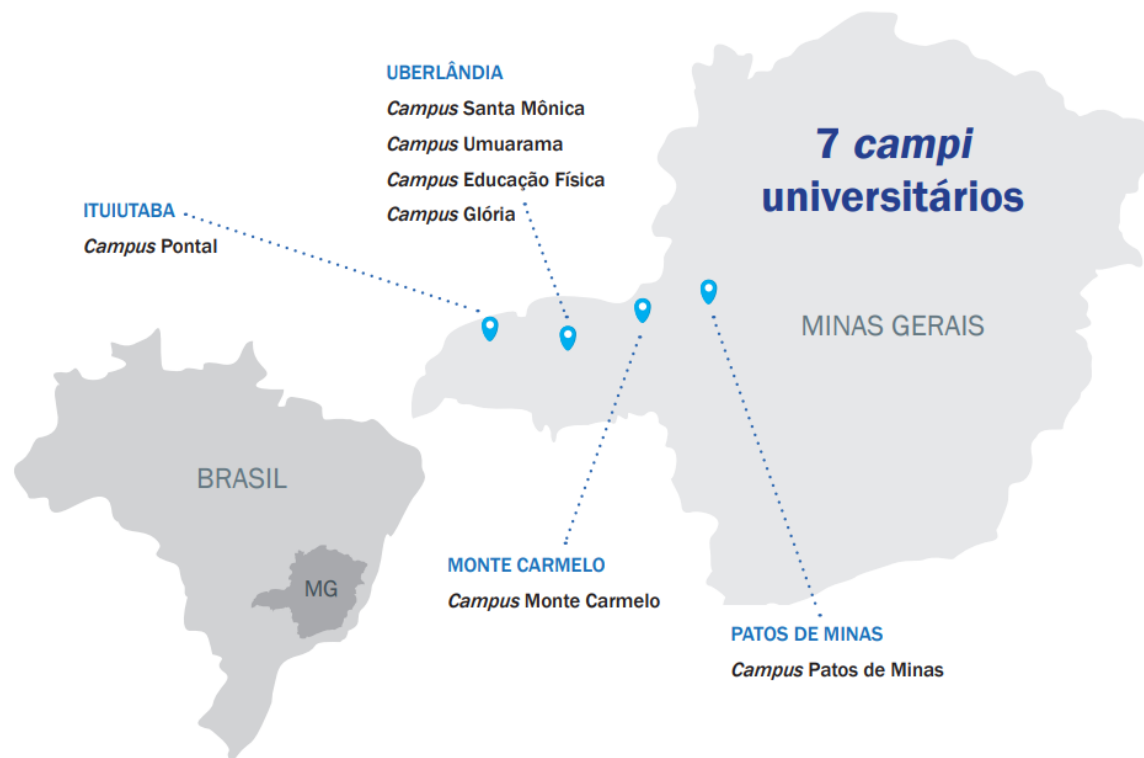 UBERLÂNDIA
Campus Santa Mônica
Campus Umuarama
Campus Educação Física
Campus Glória
7 campi
universitários
ITUIUTABA
Campus Pontal
MINAS GERAIS
BRASIL
MG
MONTE CARMELO
Campus Monte Carmelo
PATOS DE MINAS
Campus Patos de Minas